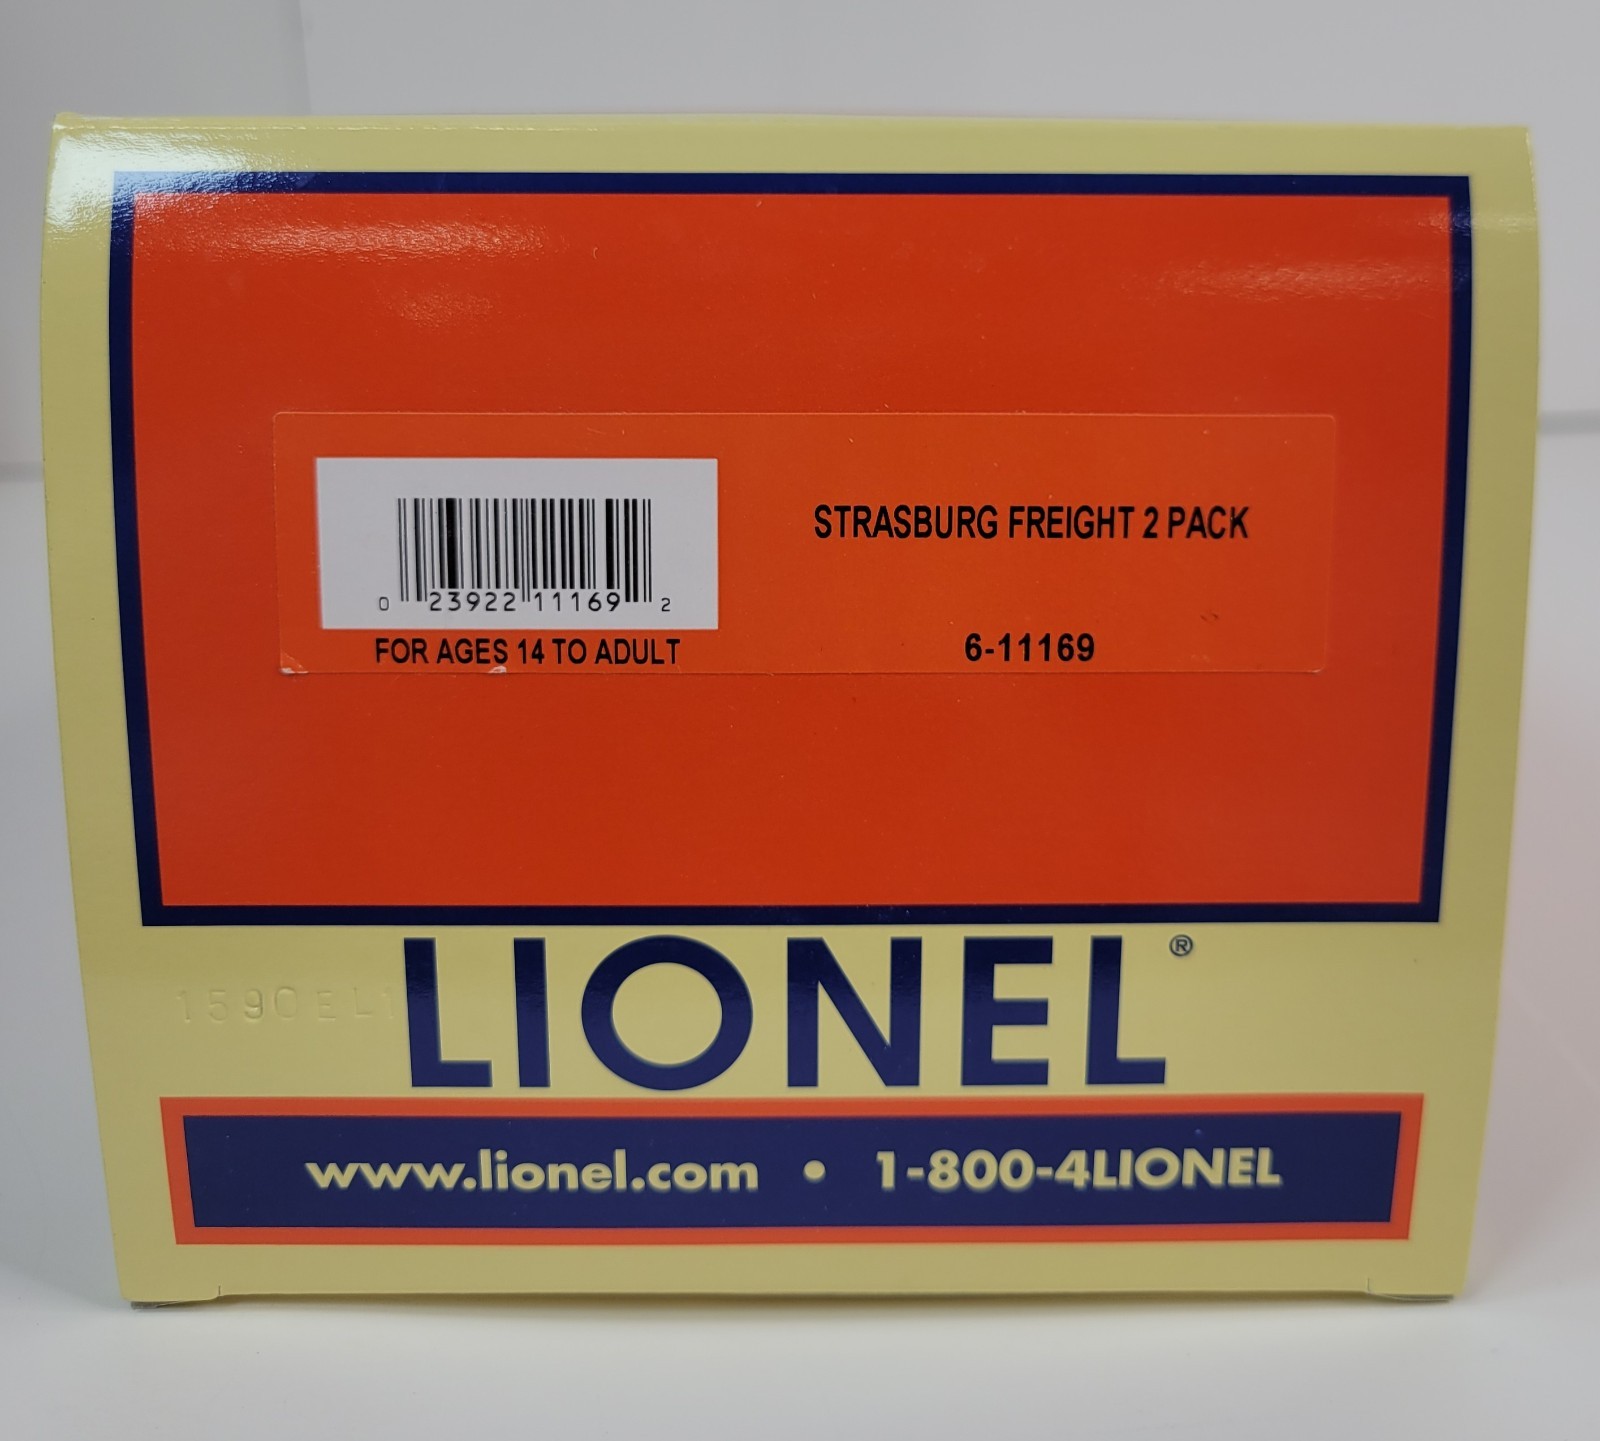 STRASBURG FREIGHT 2 PACK
0 23922 11169 2
FOR AGES 14 TO ADULT
6-11169
LIONEL®
1590EL1
www.lionel.com • 1-800-4LIONEL